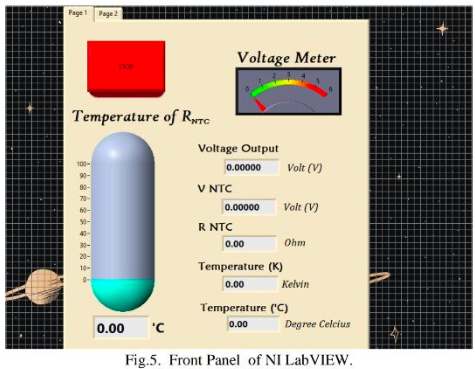 Page 1 Page 2
STOP
Voltage Meter
0 1 2 3 4 5 6
Temperature of RNTC
100
90
80
70
60
50
40
30
20
10
0
0.00 'C
Voltage Output
0.00000 Volt (V)
V NTC
0.00000 Volt (V)
R NTC
0.00 Ohm
Temperature (K)
0.00 Kelvin
Temperature ('C)
0.00 Degree Celcius
Fig.5. Front Panel of NI LabVIEW.